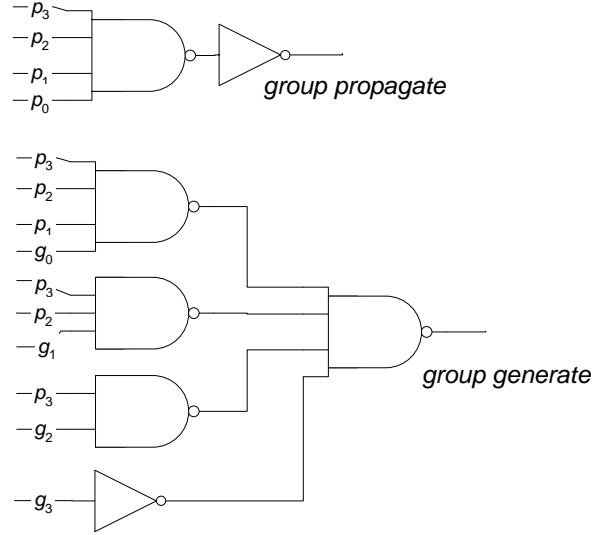 p3
p2
p1
p0
group propagate
p3
p2
p1
g0
p3
p2
g1
p3
g2
group generate
g3